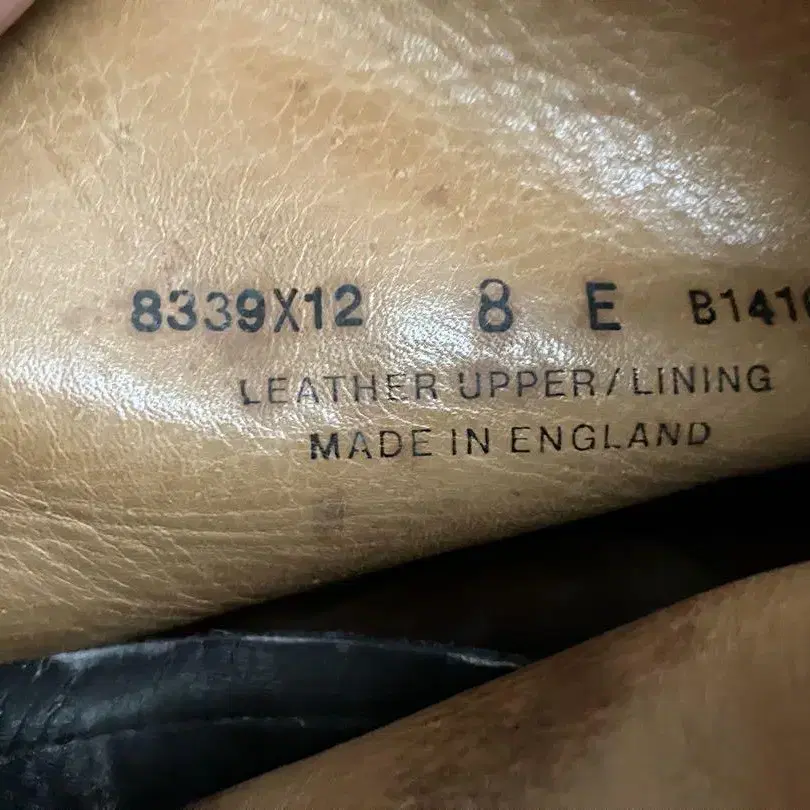 8339X12 8 E B141
LEATHER UPPER/LINING
MADE IN ENGLAND